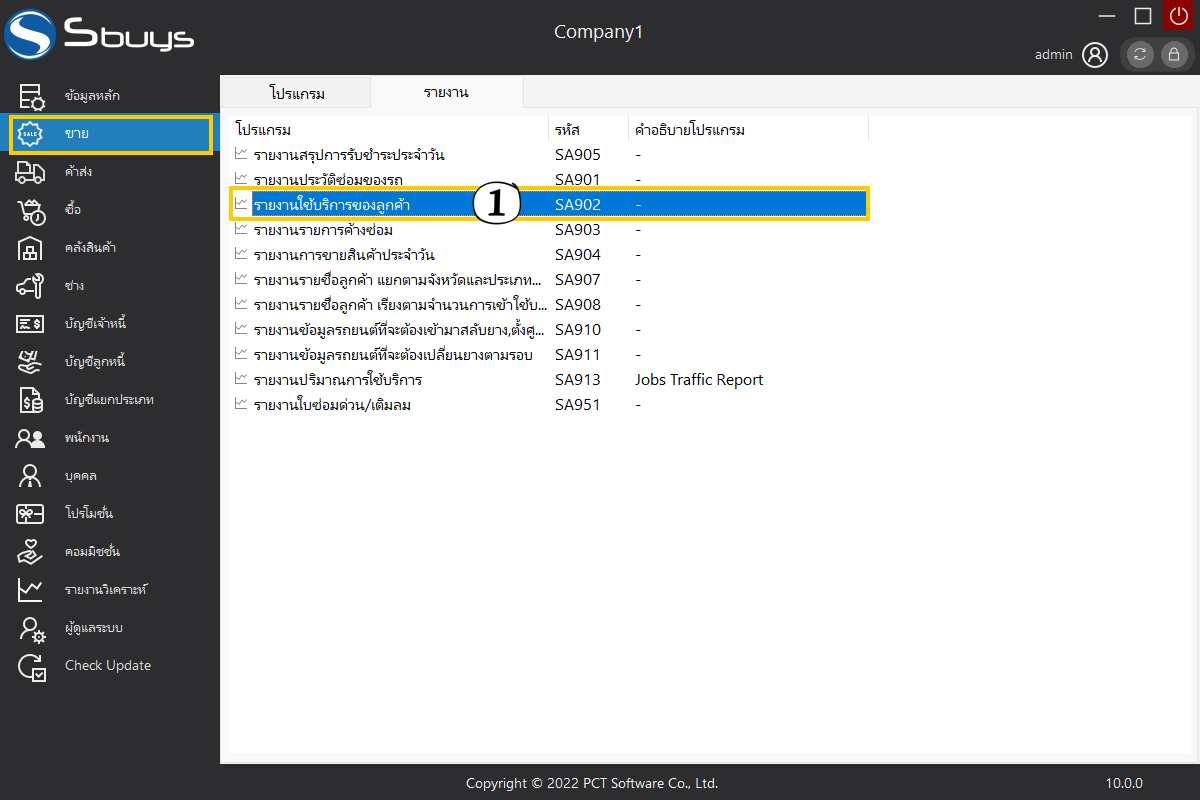 Sbuys
Company1
admin
ข้อมูลหลัก
ขาย
SALE
ค้าส่ง
ซื้อ
คลังสินค้า
ช่าง
บัญชีเจ้าหนี้
บัญชีลูกหนี้
บัญชีแยกประเภท
พนักงาน
บุคคล
โปรโมชั่น
คอมมิชชั่น
รายงานวิเคราะห์
ผู้ดูแลระบบ
Check Update
โปรแกรม รายงาน
โปรแกรม รหัส คำอธิบายโปรแกรม
รายงานสรุปการรับชำระประจำวัน SA905 -
รายงานประวัติซ่อมของรถ SA901 -
รายงานใช้บริการของลูกค้า 1 SA902 -
รายงานรายการค้างซ่อม SA903 -
รายงานการขายสินค้าประจำวัน SA904 -
รายงานรายชื่อลูกค้า แยกตามจังหวัดและประเภท... SA907 -
รายงานรายชื่อลูกค้า เรียงตามจำนวนการเข้าใช้บ... SA908 -
รายงานข้อมูลรถยนต์ที่จะต้องเข้ามาสลับยาง,ตั้งศู... SA910 -
รายงานข้อมูลรถยนต์ที่จะต้องเปลี่ยนยางตามรอบ SA911 -
รายงานปริมาณการใช้บริการ SA913 Jobs Traffic Report
รายงานใบซ่อมด่วน/เติมลม SA951 -
Copyright © 2022 PCT Software Co., Ltd.
10.0.0